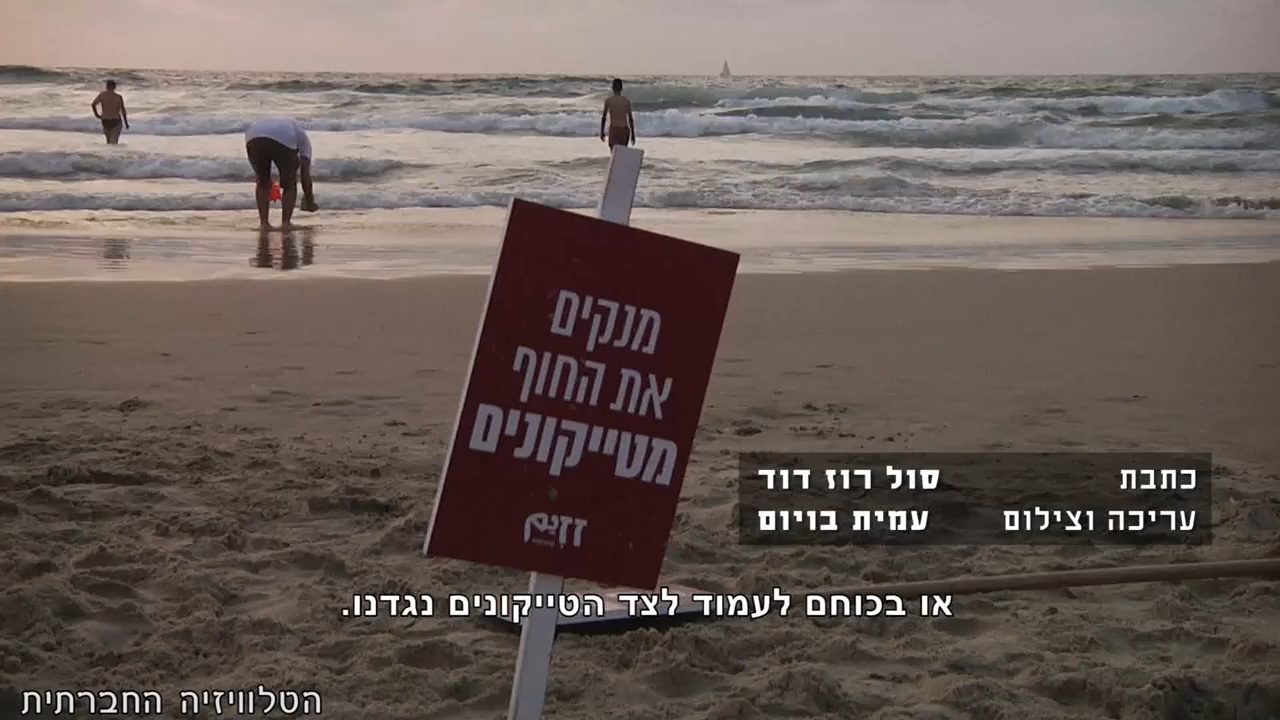 מנקים
את החוף
מטייקונים
זזים
כתבת סול רוז דוד
עריכה וצילום עמית בויום
או בכוחם לעמוד לצד הטייקונים נגדנו.
הטלוויזיה החברתית